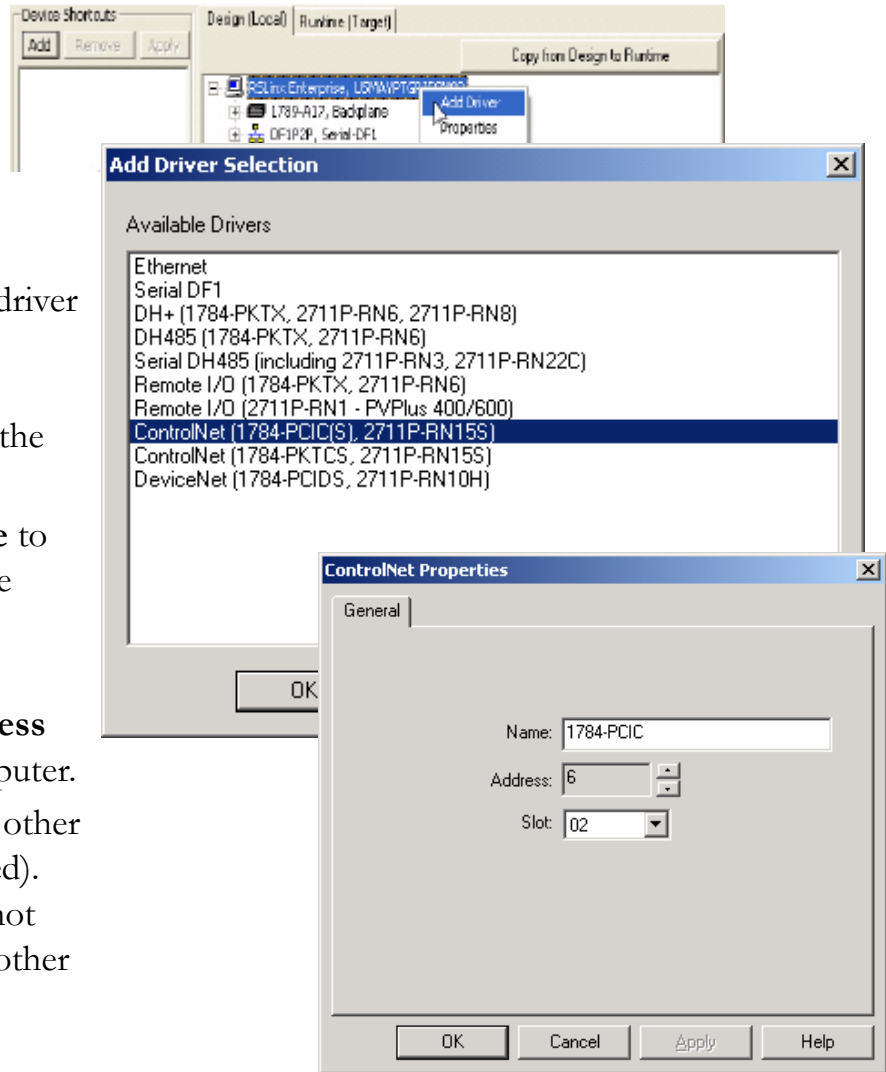 Device Shortcuts
Add Remove Apply
Design (Local) Runtime (Target)
Copy from Design to Runtime
RSLinx Enterprise,
1789-A17, Backplane
DF1P2P, Serial-DF1
Add Driver
Properties
Add Driver Selection
Available Drivers
Ethernet
Serial DF1
DH+ (1784-PKTX, 2711P-RN6, 2711P-RN8)
DH485 (1784-PKTX, 2711P-RN6)
Serial DH485 (including 2711P-RN3, 2711P-RN22C)
Remote I/O (1784-PKTX, 2711P-RN6)
Remote I/O (2711P-RN1 - PVPlus 400/600)
ControlNet (1784-PCIC(S), 2711P-RN15S)
ControlNet (1784-PKTCS, 2711P-RN15S)
DeviceNet (1784-PCIDS, 2711P-RN10H)
OK
driver
the
e to
e
ess
puter.
other
ed).
not
other
ControlNet Properties
General
Name: 1784-PCIC
Address: 6
Slot: 02
OK Cancel Apply Help